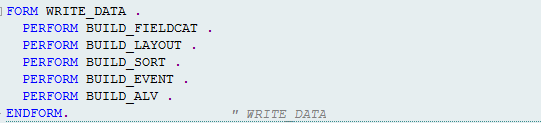 FORM WRITE_DATA .
PERFORM BUILD_FIELDCAT .
PERFORM BUILD_LAYOUT .
PERFORM BUILD_SORT .
PERFORM BUILD_EVENT .
PERFORM BUILD_ALV .
ENDFORM. " WRITE_DATA